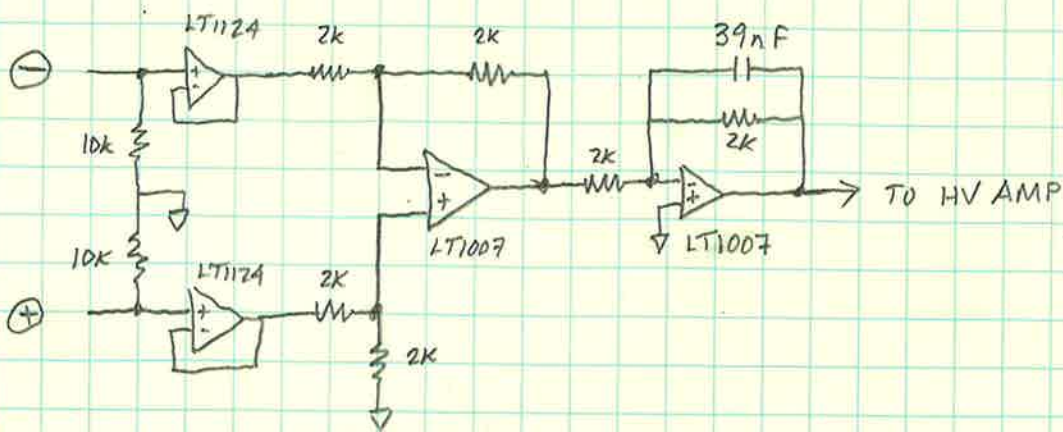 LT1124
2k
2k
39nF
−
+
-
10k
2K
2K
-
+
-
+
TO HV AMP
LT1007
LT1007
10K
LT1124
2K
+
+
-
2K